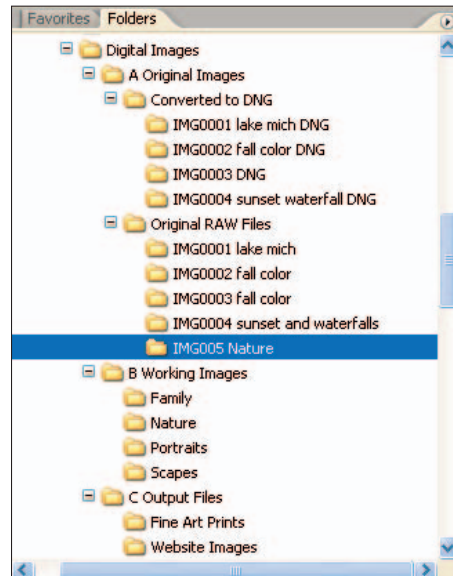 Favorites Folders
Digital Images
A Original Images
Converted to DNG
IMG0001 lake mich DNG
IMG0002 fall color DNG
IMG0003 DNG
IMG0004 sunset waterfall DNG
Original RAW Files
IMG0001 lake mich
IMG0002 fall color
IMG0003 fall color
IMG0004 sunset and waterfalls
IMG005 Nature
B Working Images
Family
Nature
Portraits
Scapes
C Output Files
Fine Art Prints
Website Images